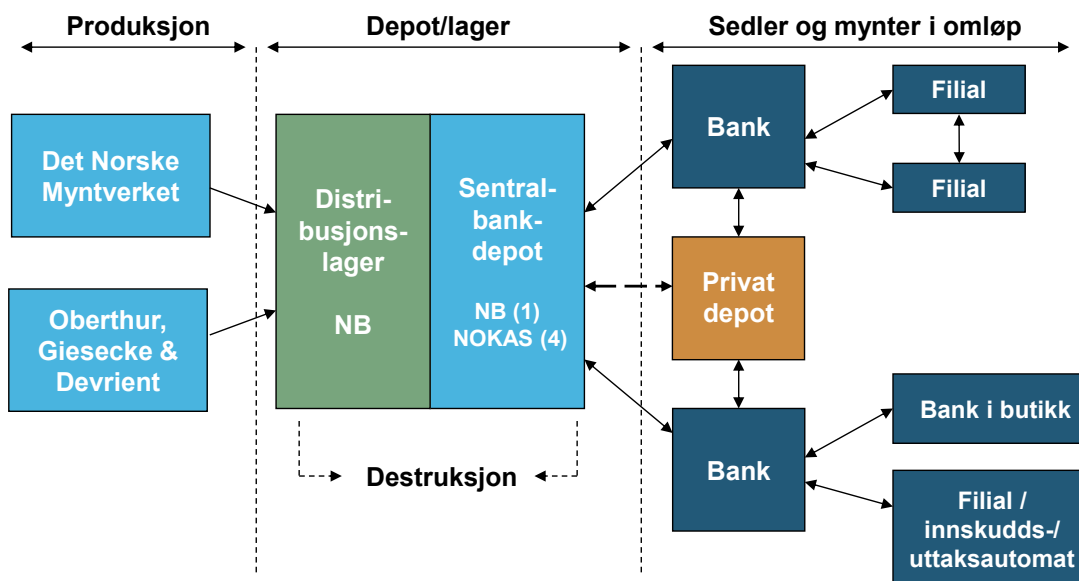 Produksjon
Depot/lager
Sedler og mynter i omløp
Det Norske
Myntverket
Oberthur,
Giesecke &
Devrient
Distri-
busjons-
lager
NB
Sentral-
bank-
depot
NB (1)
NOKAS (4)
Destruksjon
Bank
Filial
Filial
Privat
depot
Bank
Bank i butikk
Filial /
innskudds-/
uttaksautomat